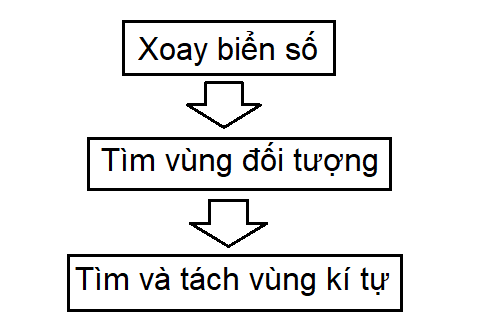 Xoay biển số
Tìm vùng đối tượng
Tìm và tách vùng kí tự